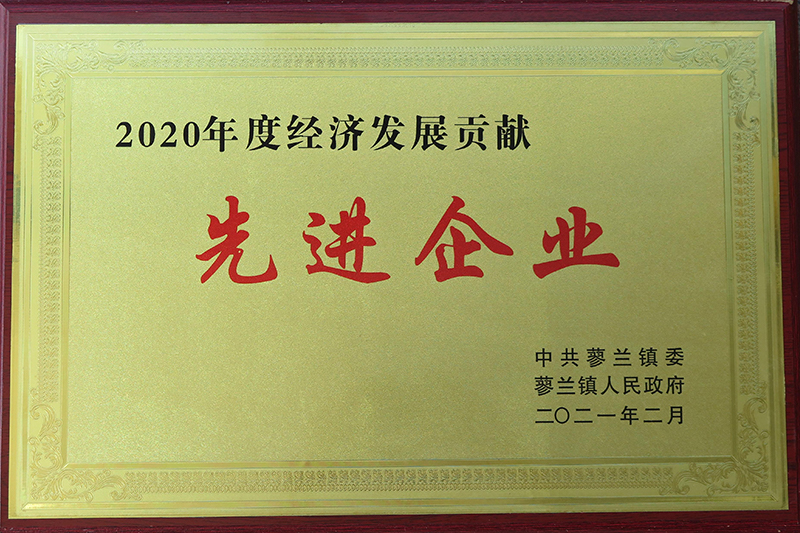 2020年度经济发展贡献
先进企业
中共蓼兰镇委
蓼兰镇人民政府
二〇二一年二月